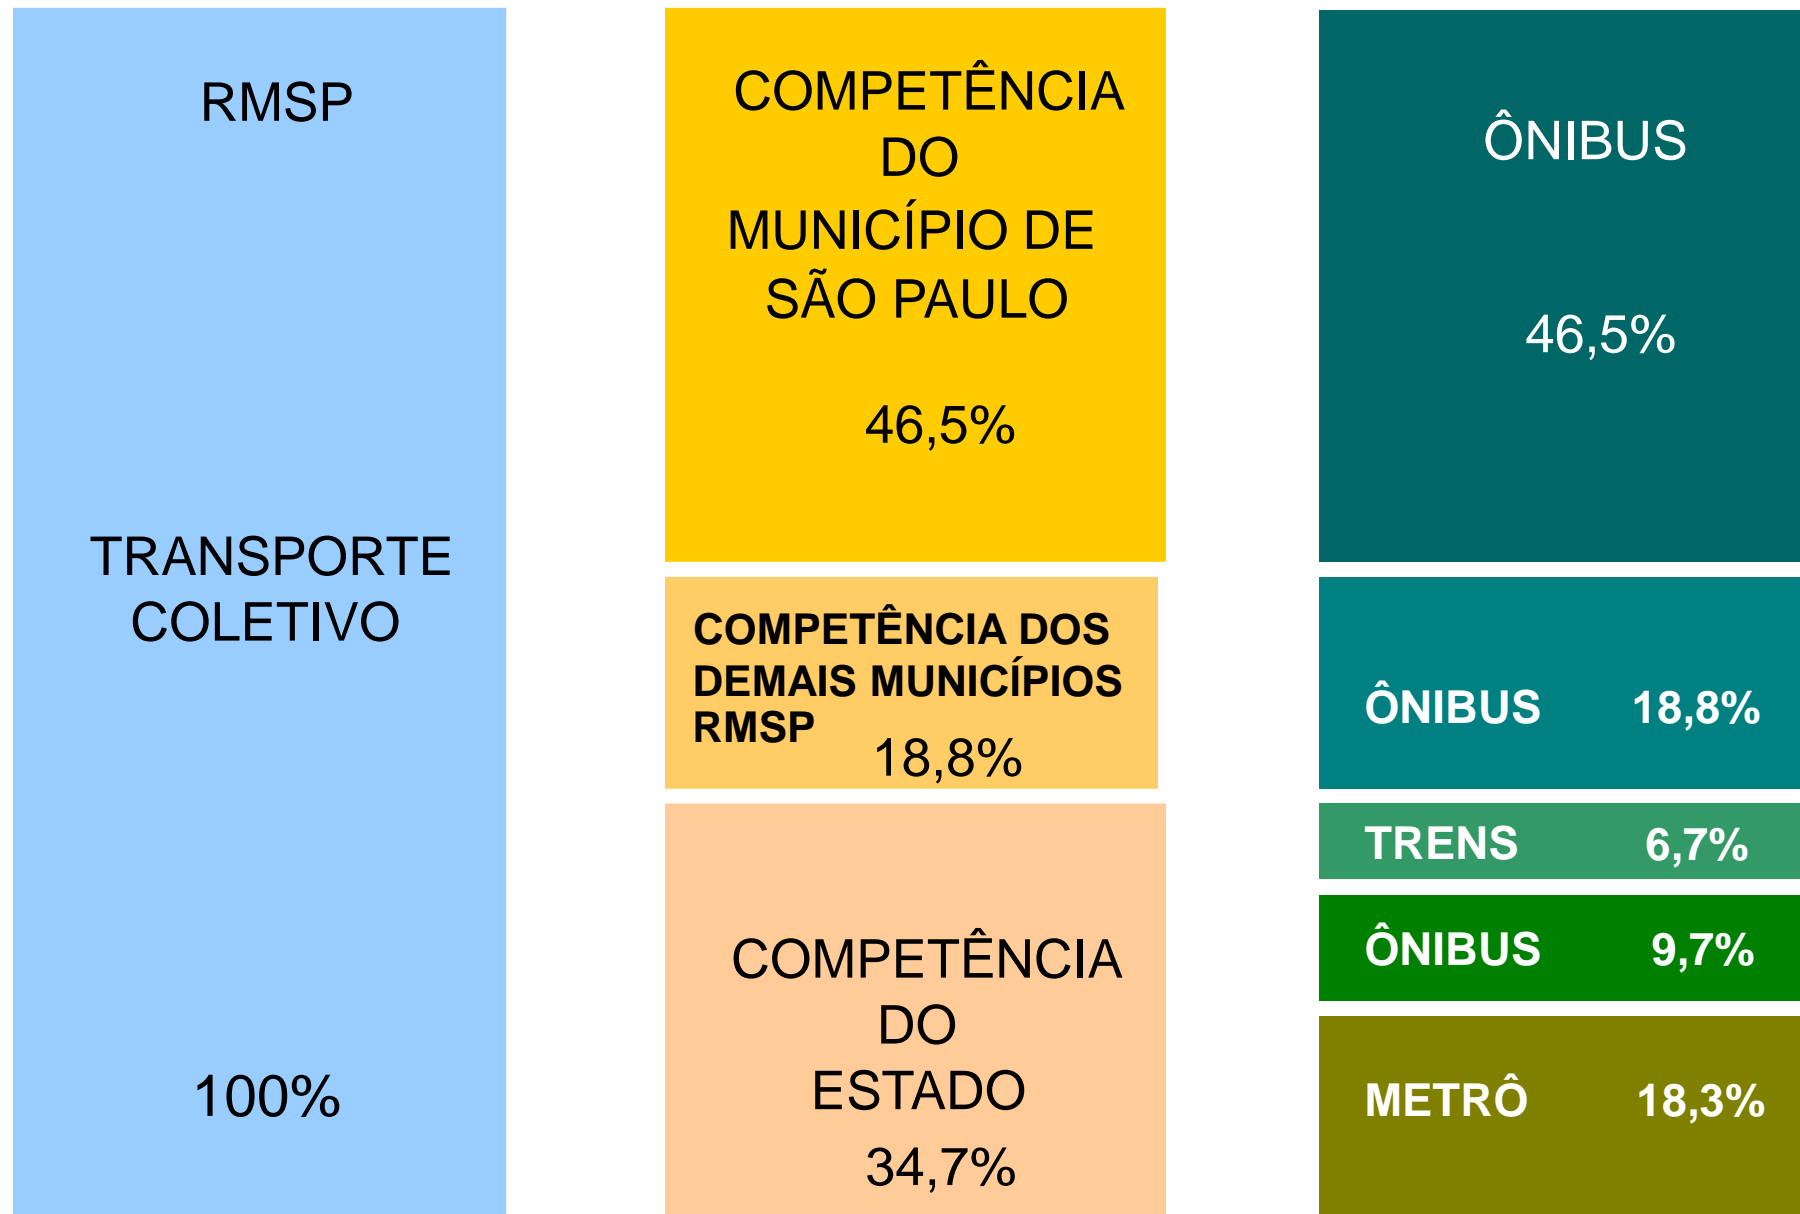 RMSP
TRANSPORTE
COLETIVO
100%
COMPETÊNCIA
DO
MUNICÍPIO DE
SÃO PAULO
46,5%
COMPETÊNCIA DOS
DEMAIS MUNICÍPIOS
RMSP
18,8%
COMPETÊNCIA
DO
ESTADO
34,7%
ÔNIBUS
46,5%
ÔNIBUS 18,8%
TRENS 6,7%
ÔNIBUS 9,7%
METRÔ 18,3%